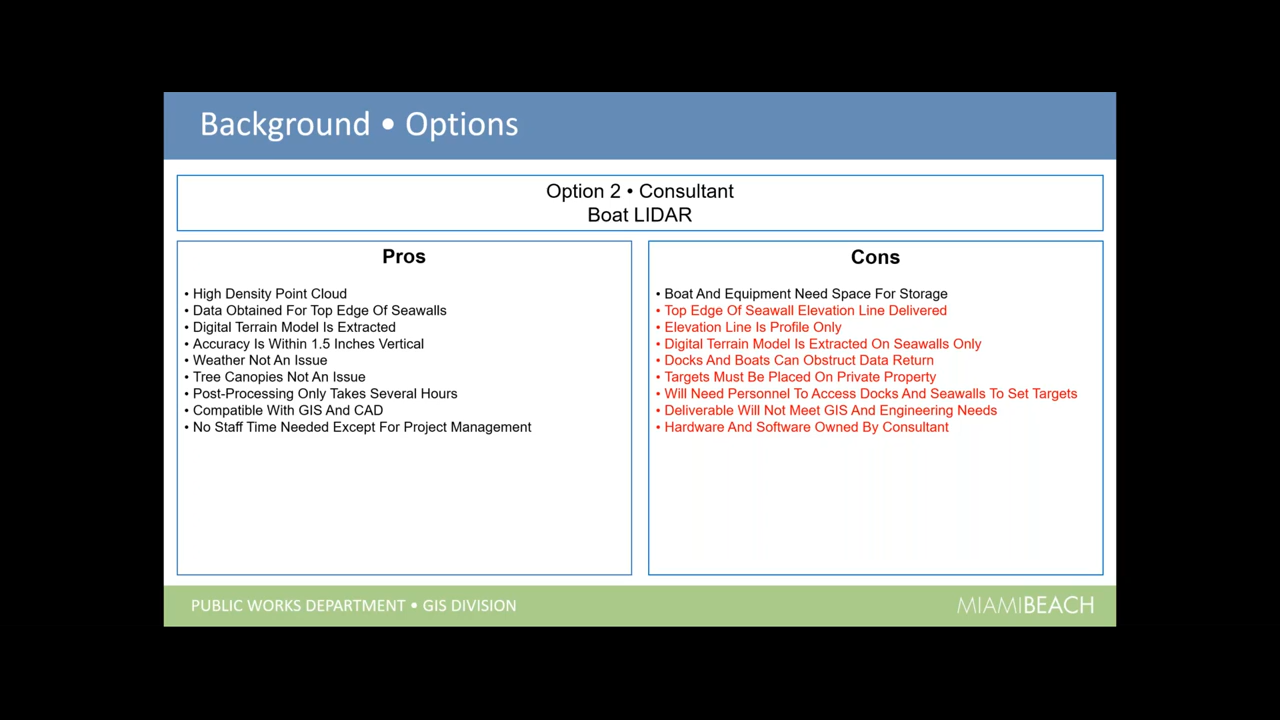 Background • Options
Option 2 • Consultant
Boat LIDAR
Pros
• High Density Point Cloud
• Data Obtained For Top Edge Of Seawalls
• Digital Terrain Model Is Extracted
• Accuracy Is Within 1.5 Inches Vertical
• Weather Not An Issue
• Tree Canopies Not An Issue
• Post-Processing Only Takes Several Hours
• Compatible With GIS And CAD
• No Staff Time Needed Except For Project Management
Cons
• Boat And Equipment Need Space For Storage
• Top Edge Of Seawall Elevation Line Delivered
• Elevation Line Is Profile Only
• Digital Terrain Model Is Extracted On Seawalls Only
• Docks And Boats Can Obstruct Data Return
• Targets Must Be Placed On Private Property
• Will Need Personnel To Access Docks And Seawalls To Set Targets
• Deliverable Will Not Meet GIS And Engineering Needs
• Hardware And Software Owned By Consultant
PUBLIC WORKS DEPARTMENT • GIS DIVISION
MIAMIBEACH